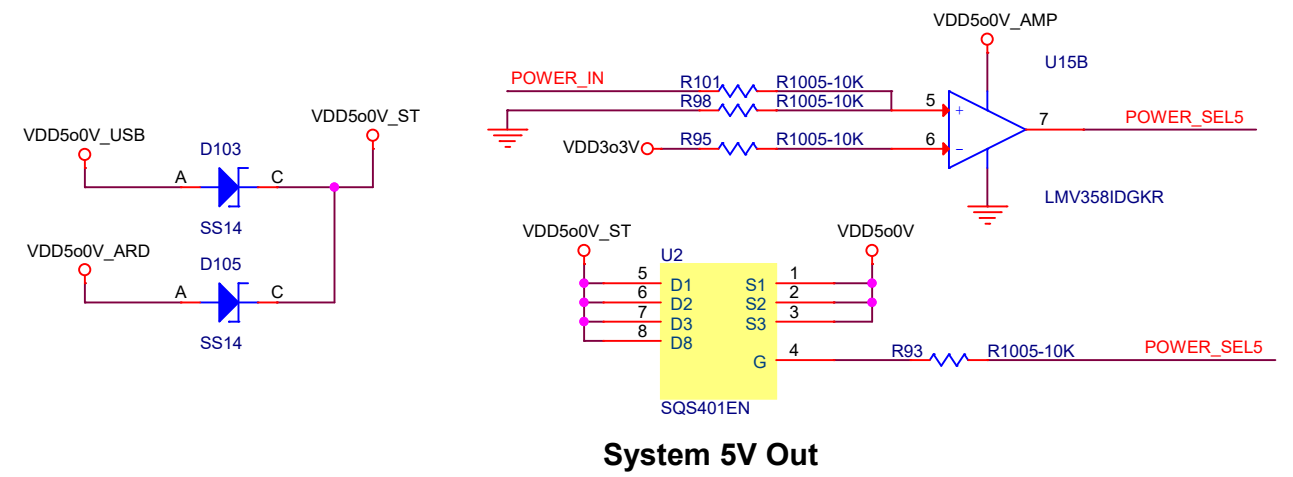 VDD5o0V_USB
VDD5o0V_ST
D103
A
C
SS14
VDD5o0V_ARD
D105
A
C
SS14
VDD5o0V_AMP
U15B
POWER_IN
R101
R1005-10K
R98
R1005-10K
5
+
7
POWER_SEL5
VDD3o3V
R95
R1005-10K
6
−
LMV358IDGKR
VDD5o0V_ST
VDD5o0V
U2
5 D1 S1 1
6 D2 S2 2
7 D3 S3 3
8 D8
G 4
R93
R1005-10K
POWER_SEL5
SQS401EN
System 5V Out